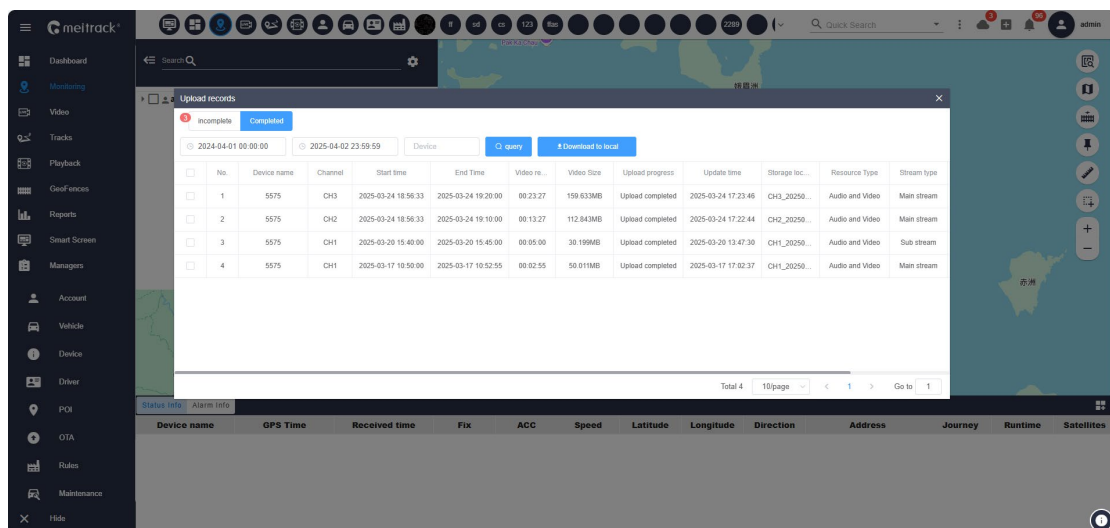 meitrack
ff sd cs 123 ffas 2289
Quick Search
3
96
admin
Dashboard
Monitoring
Video
Tracks
Playback
GeoFences
Reports
Smart Screen
Managers
Account
Vehicle
Device
Driver
POI
OTA
Rules
Maintenance
Hide
Search
Upload records
3 incomplete Completed
2024-04-01 00:00:00 2025-04-02 23:59:59 Device query Download to local
No. Device name Channel Start time End Time Video re... Video Size Upload progress Update time Storage loc... Resource Type Stream type
1 5575 CH3 2025-03-24 18:56:33 2025-03-24 19:20:00 00:23:27 159.633MB Upload completed 2025-03-24 17:23:46 CH3_20250... Audio and Video Main stream
2 5575 CH2 2025-03-24 18:56:33 2025-03-24 19:10:00 00:13:27 112.843MB Upload completed 2025-03-24 17:22:44 CH2_20250... Audio and Video Main stream
3 5575 CH1 2025-03-20 15:40:00 2025-03-20 15:45:00 00:05:00 30.199MB Upload completed 2025-03-20 13:47:30 CH1_20250... Audio and Video Sub stream
4 5575 CH1 2025-03-17 10:50:00 2025-03-17 10:52:55 00:02:55 50.011MB Upload completed 2025-03-17 17:02:37 CH1_20250... Audio and Video Main stream
赤洲
Total 4 10/page 1 Go to 1
Status Info Alarm Info
Device name GPS Time Received time Fix ACC Speed Latitude Longitude Direction Address Journey Runtime Satellites